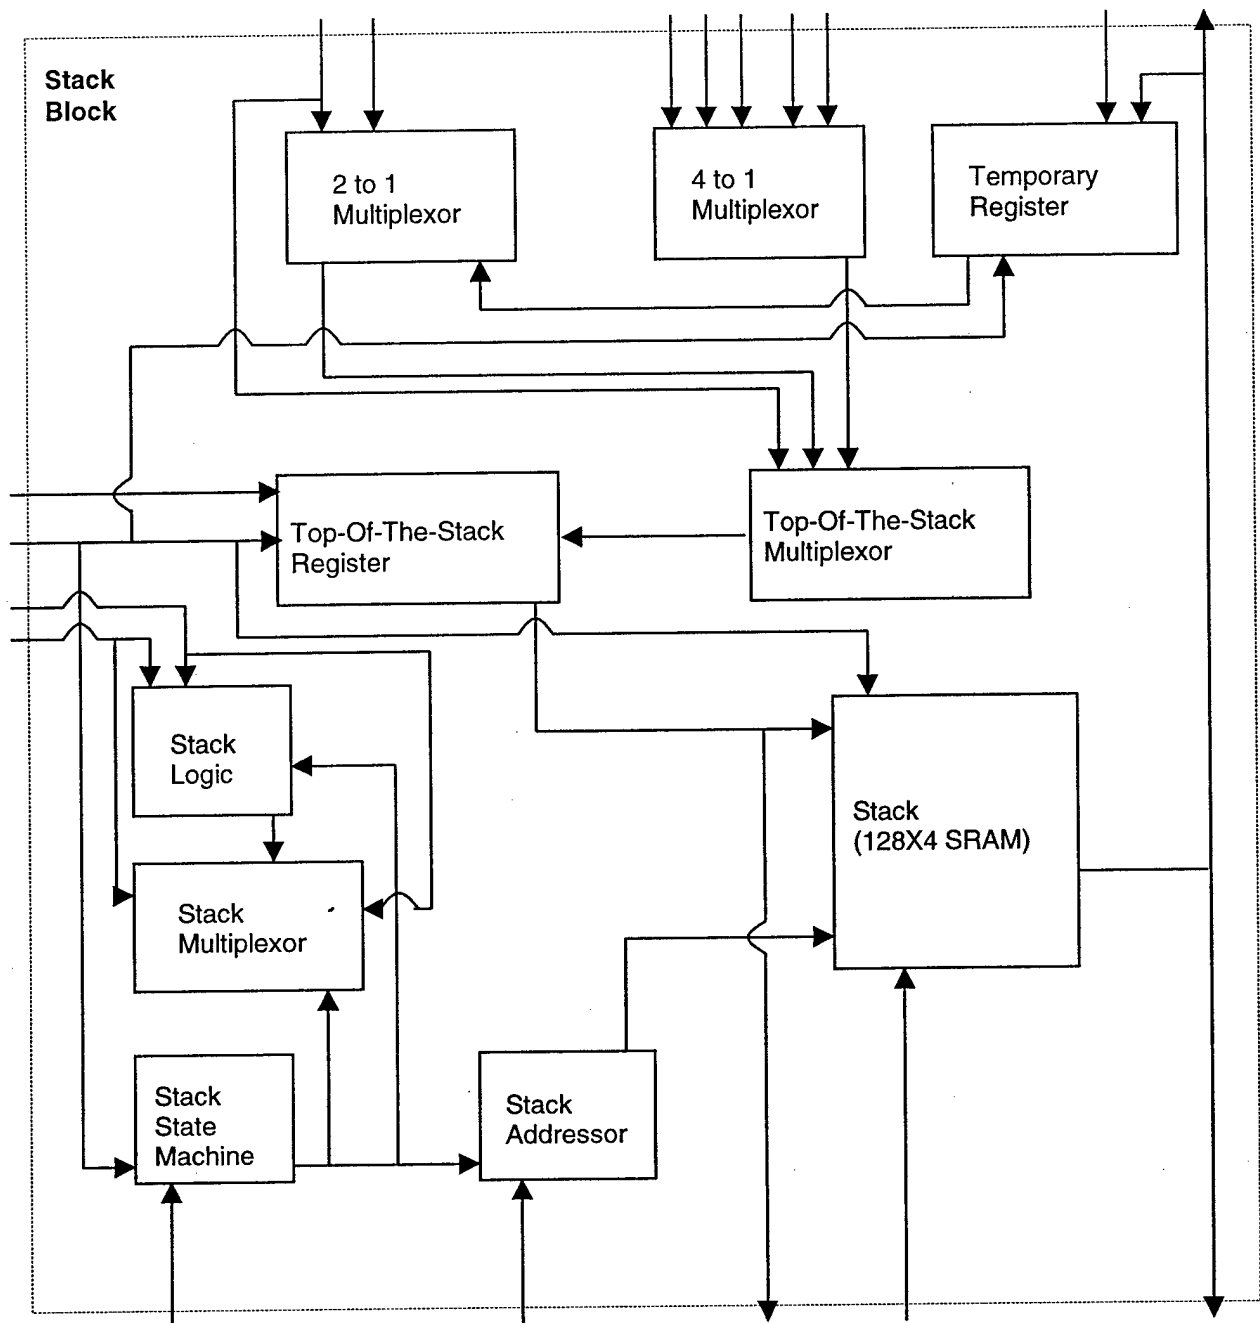 Stack
Block
2 to 1
Multiplexor
4 to 1
Multiplexor
Temporary
Register
Top-Of-The-Stack
Register
Top-Of-The-Stack
Multiplexor
Stack
Logic
Stack
(128X4 SRAM)
Stack
Multiplexor
Stack
State
Machine
Stack
Addressor